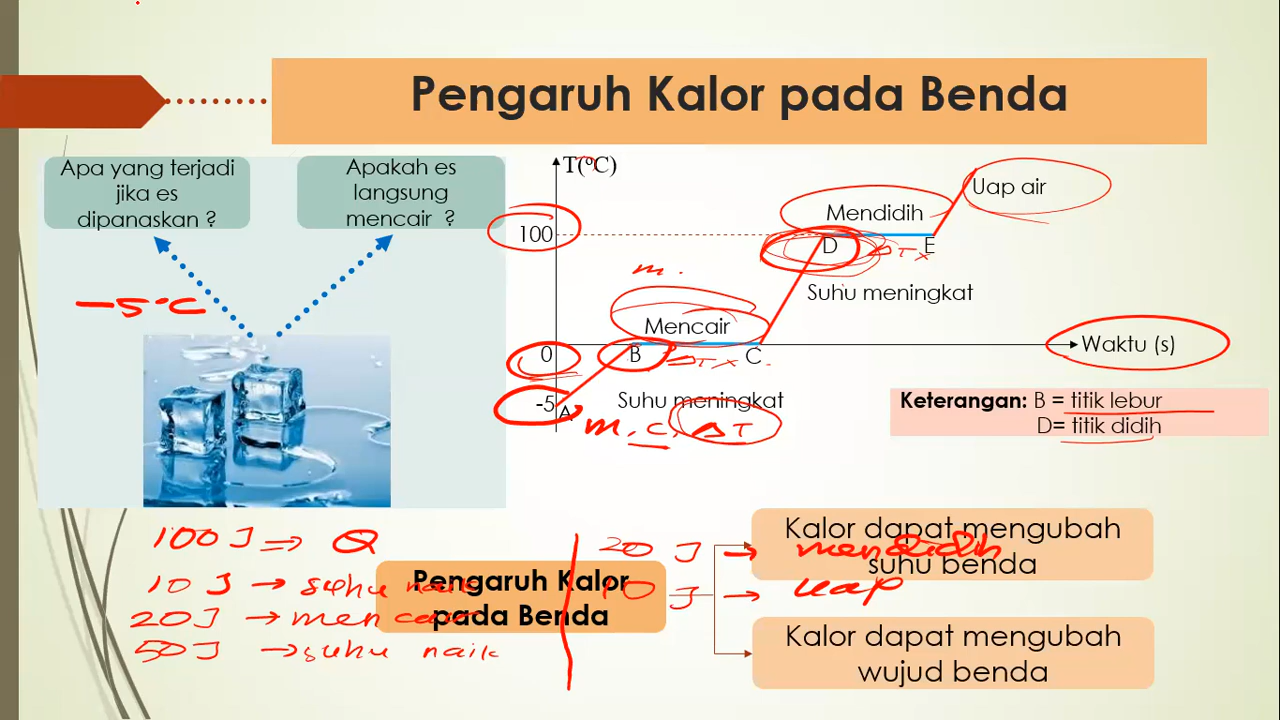 Pengaruh Kalor pada Benda
Apa yang terjadi
jika es
dipanaskan ?
Apakah es
langsung
mencair ?
-5°C
T(°C)
100
0
-5
A
B
C
D
E
m.
Mencair
Mendidih
Uap air
ΔT x
ΔT x
Suhu meningkat
Suhu meningkat
m, c, ΔT
Waktu (s)
Keterangan: B = titik lebur
D= titik didih
100 J => Q
10 J → suhu naik
20 J → mencair
50 J → suhu naik
20 J → mendidih
10 J → uap
Pengaruh Kalor
pada Benda
Kalor dapat mengubah
suhu benda
Kalor dapat mengubah
wujud benda